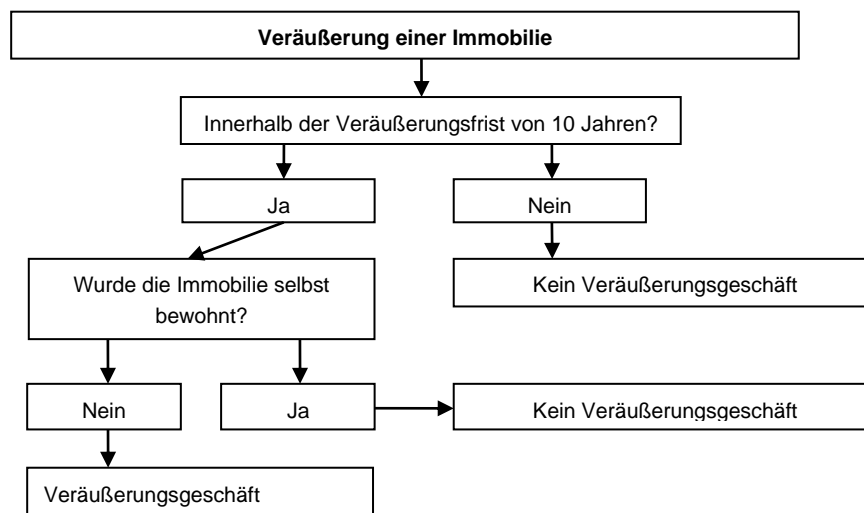 Veräußerung einer Immobilie
Innerhalb der Veräußerungsfrist von 10 Jahren?
Ja
Nein
Wurde die Immobilie selbst
bewohnt?
Kein Veräußerungsgeschäft
Nein
Ja
Kein Veräußerungsgeschäft
Veräußerungsgeschäft